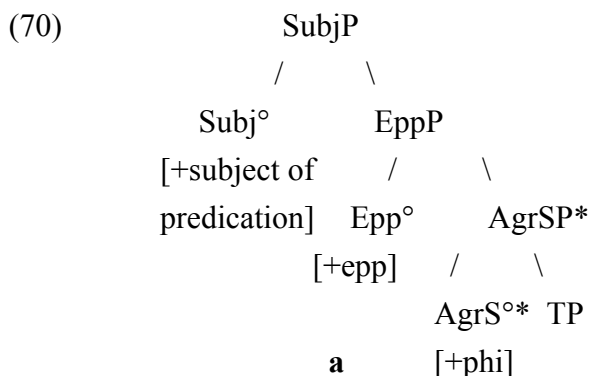 (70) SubjP
/ \
Subj° EppP
[+subject of / \
predication] Epp° AgrSP*
[+epp] / \
AgrS°* TP
a [+phi]